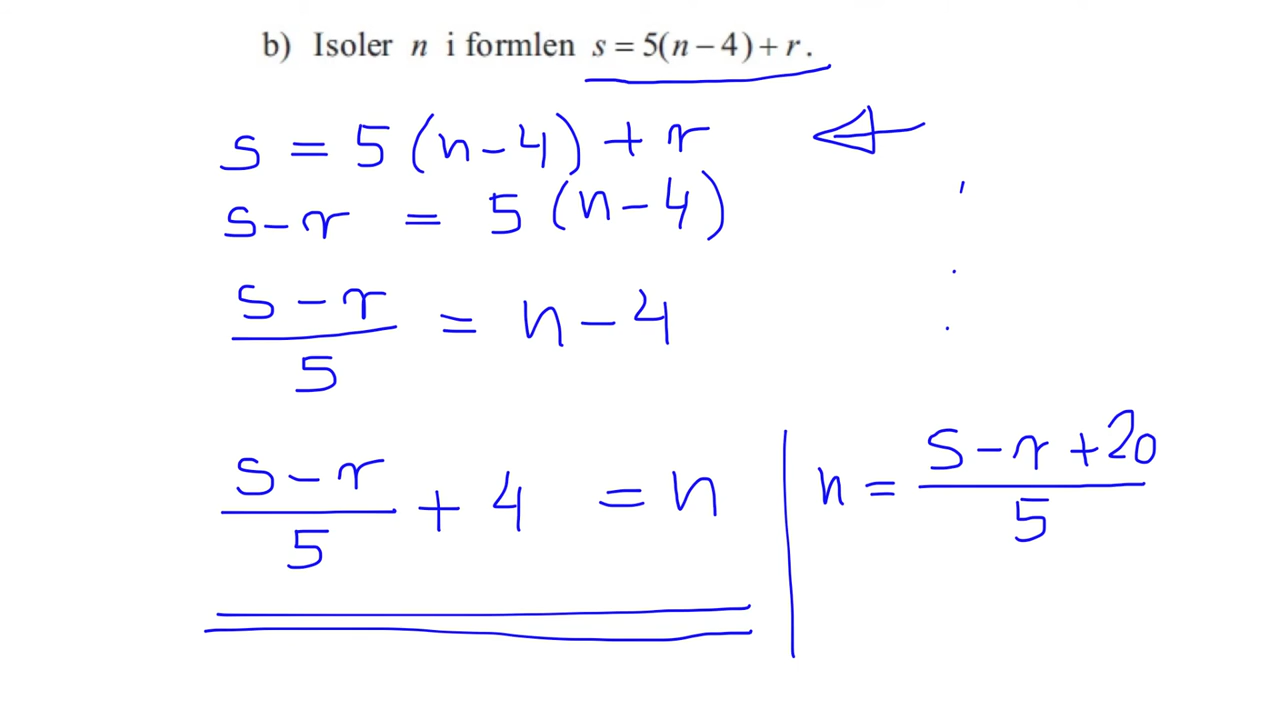 b) Isoler n i formlen s = 5(n − 4) + r.
s = 5 (n − 4) + r
s − r = 5 (n − 4)
(s − r)/5 = n − 4
(s − r)/5 + 4 = n
n = (s − r + 20)/5